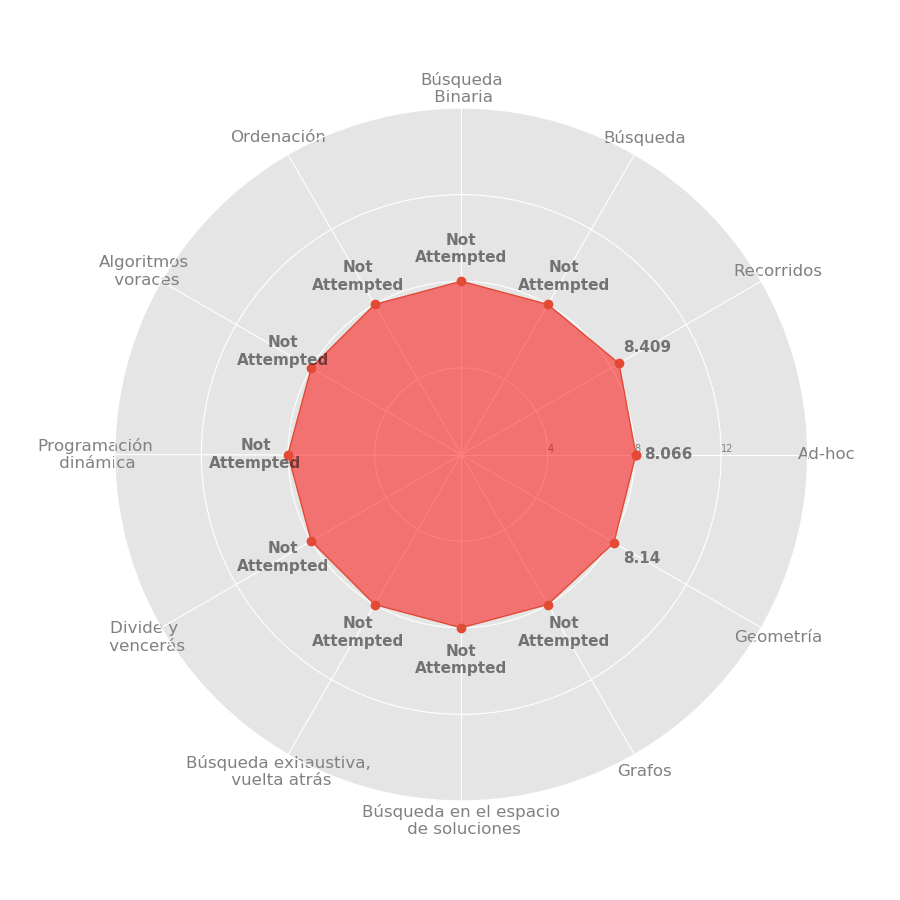 Búsqueda
Binaria
Ordenación
Búsqueda
Not
Attempted
Not
Attempted
Not
Attempted
Algoritmos
voraces
Recorridos
Not
Attempted
8.409
Programación
dinámica
Not
Attempted
4
8
12
8.066
Ad-hoc
Not
Attempted
8.14
Divide y
vencerás
Geometría
Not
Attempted
Not
Attempted
Not
Attempted
Búsqueda exhaustiva,
vuelta atrás
Grafos
Búsqueda en el espacio
de soluciones